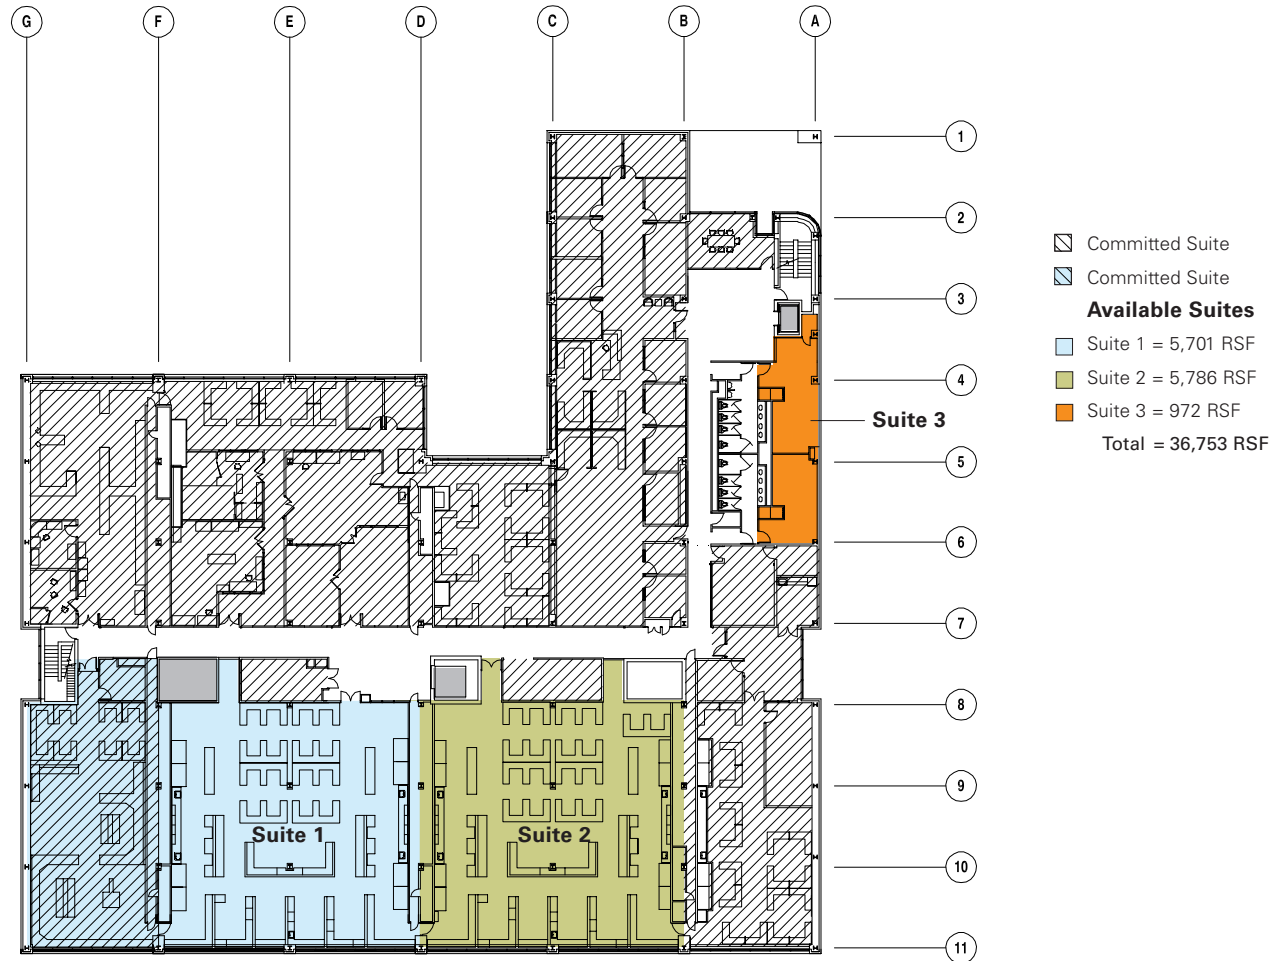 G F E D C B A
1
2
3
4
5
6
7
8
9
10
11
Committed Suite
Committed Suite
Available Suites
Suite 1 = 5,701 RSF
Suite 2 = 5,786 RSF
Suite 3 = 972 RSF
Total = 36,753 RSF
Suite 3
Suite 1
Suite 2